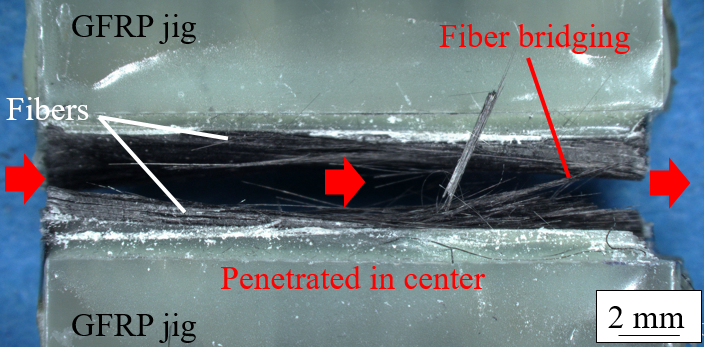 GFRP jig
Fiber bridging
Fibers
Penetrated in center
GFRP jig
2 mm